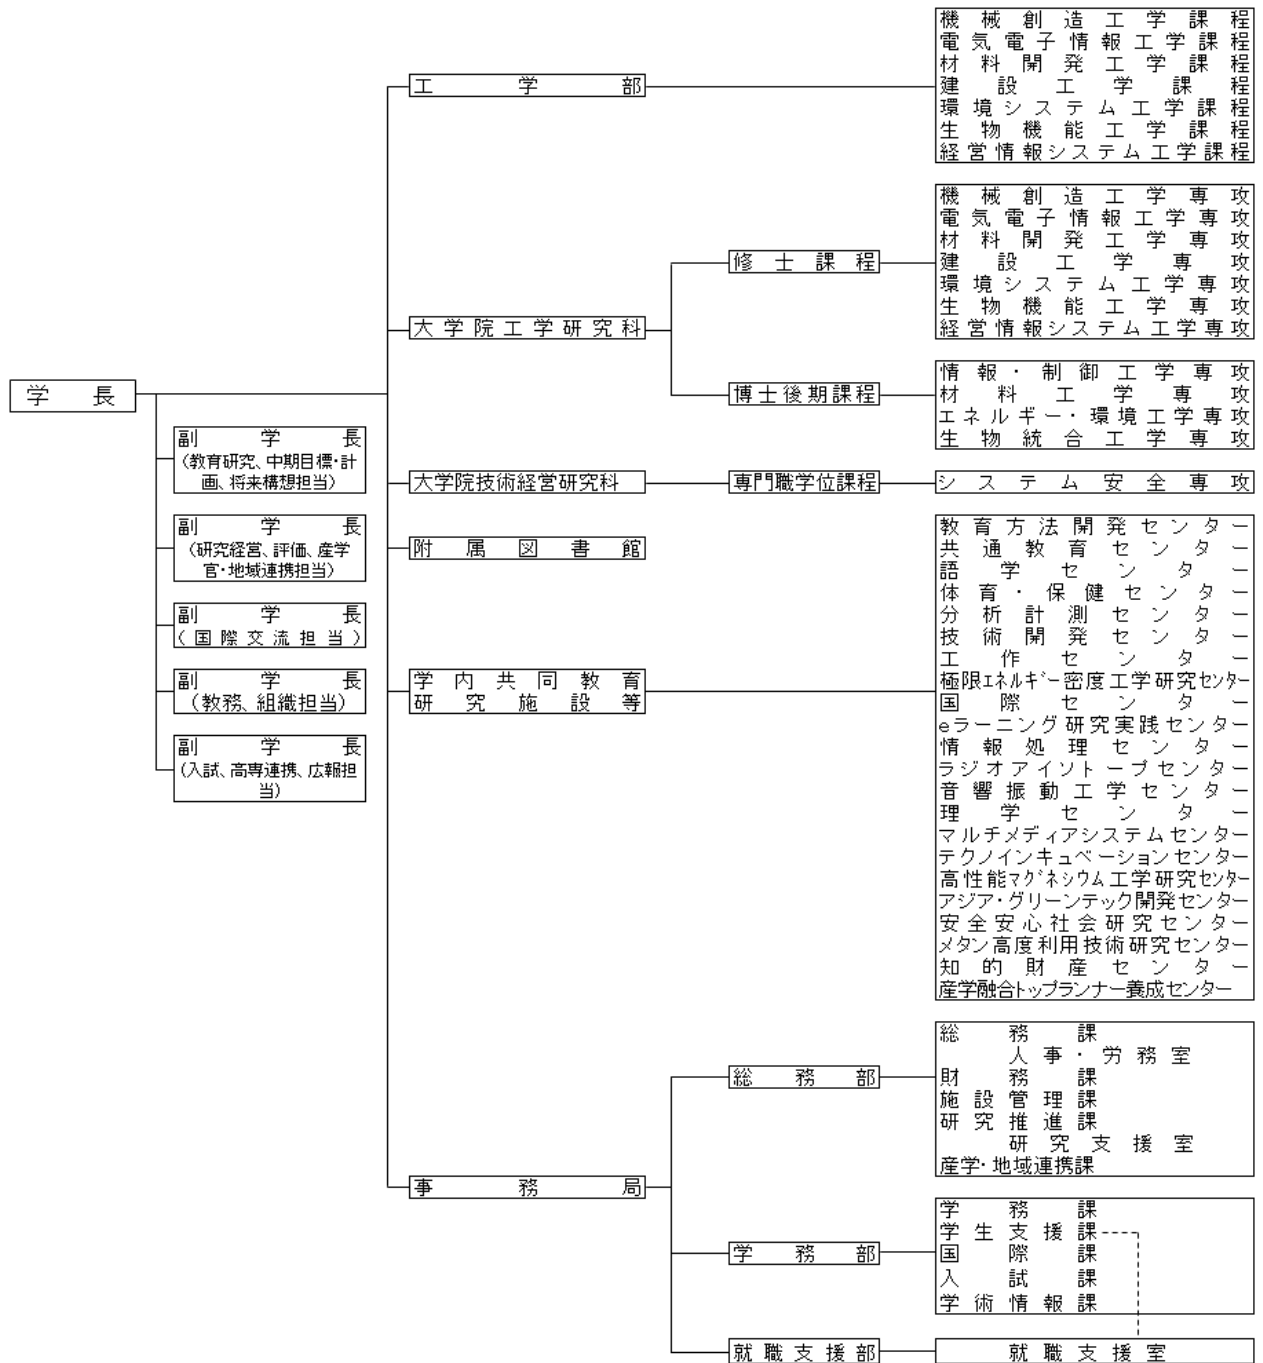 学長
副学長
(教育研究、中期目標・計
画、将来構想担当)
副学長
(研究経営、評価、産学
官・地域連携担当)
副学長
(国際交流担当)
副学長
(教務、組織担当)
副学長
(入試、高専連携、広報担
当)
工学部
機械創造工学課程
電気電子情報工学課程
材料開発工学課程
建設工学課程
環境システム工学課程
生物機能工学課程
経営情報システム工学課程
大学院工学研究科
修士課程
機械創造工学専攻
電気電子情報工学専攻
材料開発工学専攻
建設工学専攻
環境システム工学専攻
生物機能工学専攻
経営情報システム工学専攻
博士後期課程
情報・制御工学専攻
材料工学専攻
エネルギー・環境工学専攻
生物統合工学専攻
大学院技術経営研究科
専門職学位課程
システム安全専攻
附属図書館
学内共同教育
研究施設等
教育方法開発センター
共通教育センター
語学センター
体育・保健センター
分析計測センター
技術開発センター
工作センター
極限エネルギー密度工学研究センター
国際センター
eラーニング研究実践センター
情報処理センター
ラジオアイソトープセンター
音響振動工学センター
理学センター
マルチメディアシステムセンター
テクノインキュベーションセンター
高性能マグネシウム工学研究センター
アジア・グリーンテック開発センター
安全安心社会研究センター
メタン高度利用技術研究センター
知的財産センター
産学融合トップランナー養成センター
事務局
総務部
総務課
人事・労務室
財務課
施設管理課
研究推進課
研究支援室
産学・地域連携課
学務部
学務課
学生支援課
国際課
入試課
学術情報課
就職支援部
就職支援室